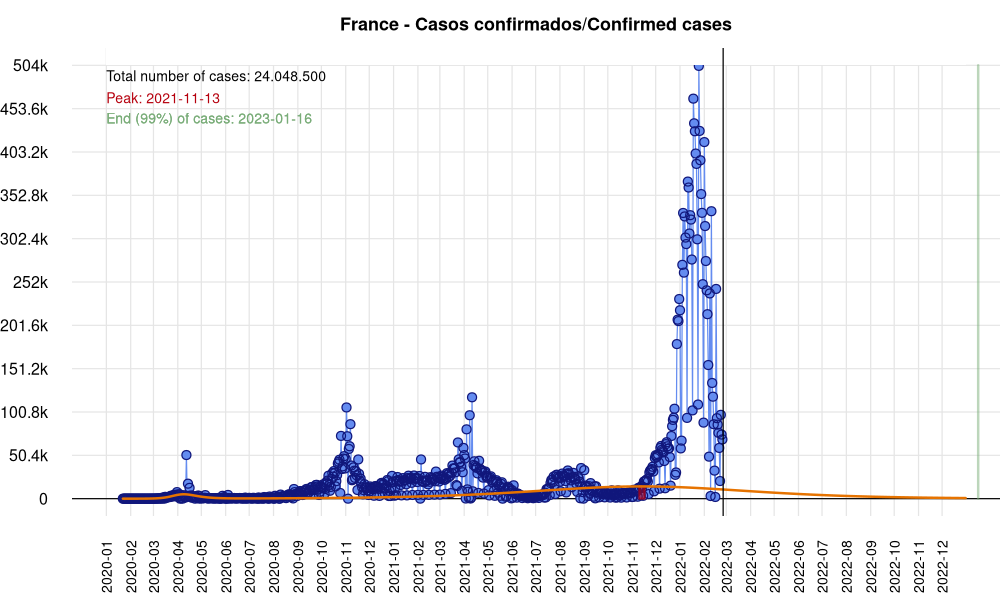 France - Casos confirmados/Confirmed cases
Total number of cases: 24.048.500
Peak: 2021-11-13
End (99%) of cases: 2023-01-16
504k
453.6k
403.2k
352.8k
302.4k
252k
201.6k
151.2k
100.8k
50.4k
0
2020-01
2020-02
2020-03
2020-04
2020-05
2020-06
2020-07
2020-08
2020-09
2020-10
2020-11
2020-12
2021-01
2021-02
2021-03
2021-04
2021-05
2021-06
2021-07
2021-08
2021-09
2021-10
2021-11
2021-12
2022-01
2022-02
2022-03
2022-04
2022-05
2022-06
2022-07
2022-08
2022-09
2022-10
2022-11
2022-12